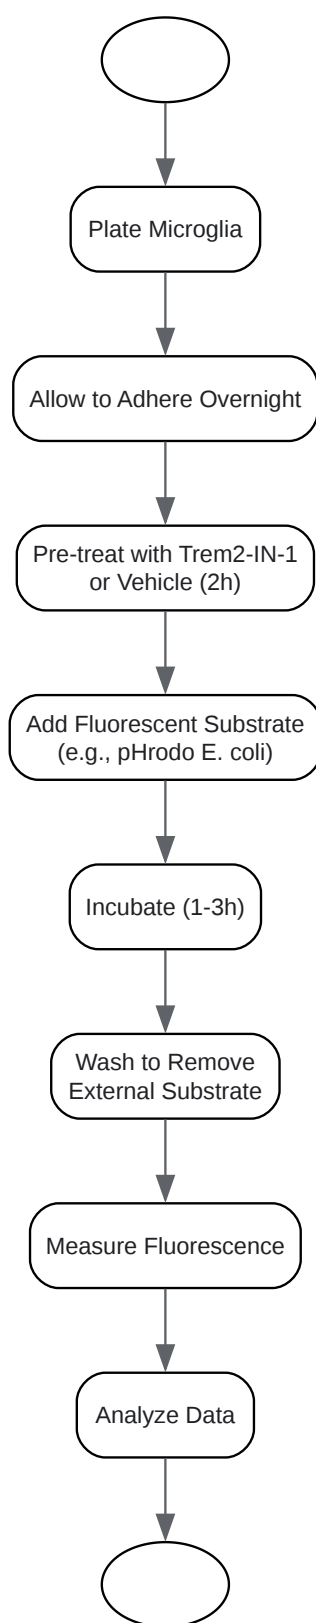 Plate Microglia
Allow to Adhere Overnight
Pre-treat with Trem2-IN-1
or Vehicle (2h)
Add Fluorescent Substrate
(e.g., pHrodo E. coli)
Incubate (1-3h)
Wash to Remove
External Substrate
Measure Fluorescence
Analyze Data